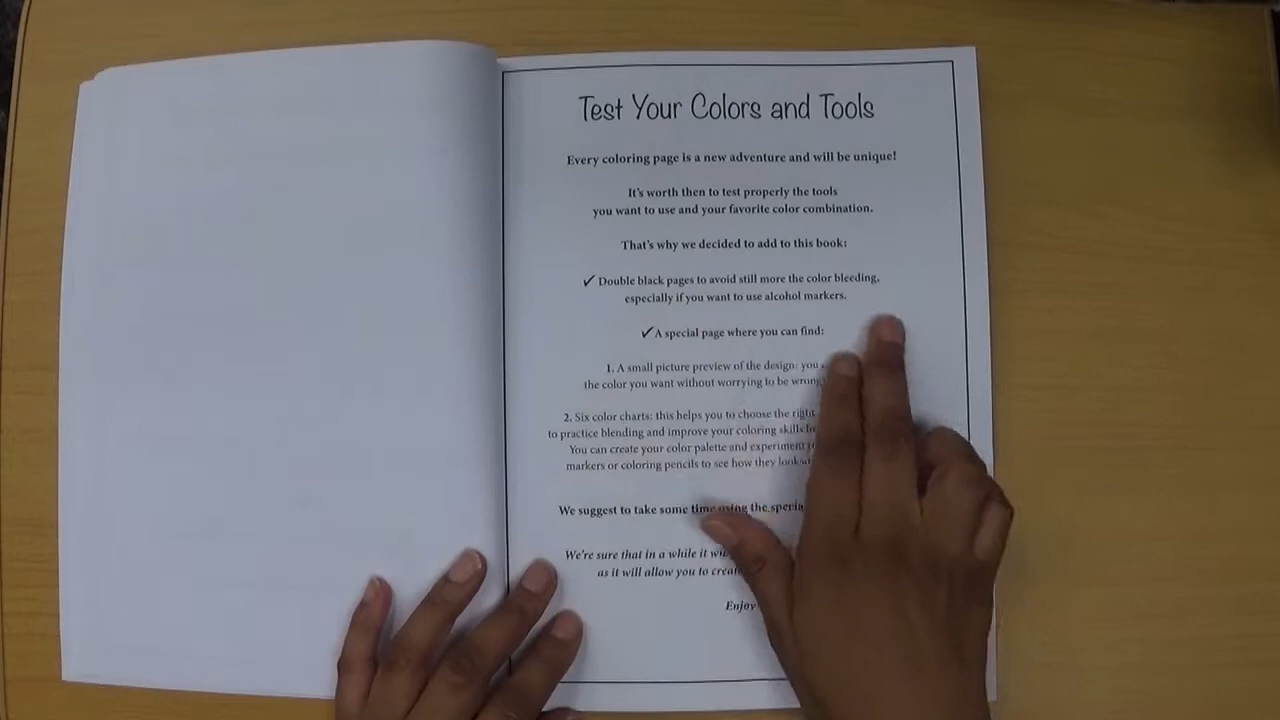 Test Your Colors and Tools
Every coloring page is a new adventure and will be unique!
It's worth then to test properly the tools
you want to use and your favorite color combination.
That's why we decided to add to this book:
✓ Double black pages to avoid still more the color bleeding,
especially if you want to use alcohol markers.
✓ A special page where you can find:
1. A small picture preview of the design: you
the color you want without worrying to be wrong
2. Six color charts: this helps you to choose the right
to practice blending and improve your coloring skills
You can create your color palette and experiment
markers or coloring pencils to see how they look
We suggest to take some time using the
We're sure that in a while it
as it will allow you to
Enjoy